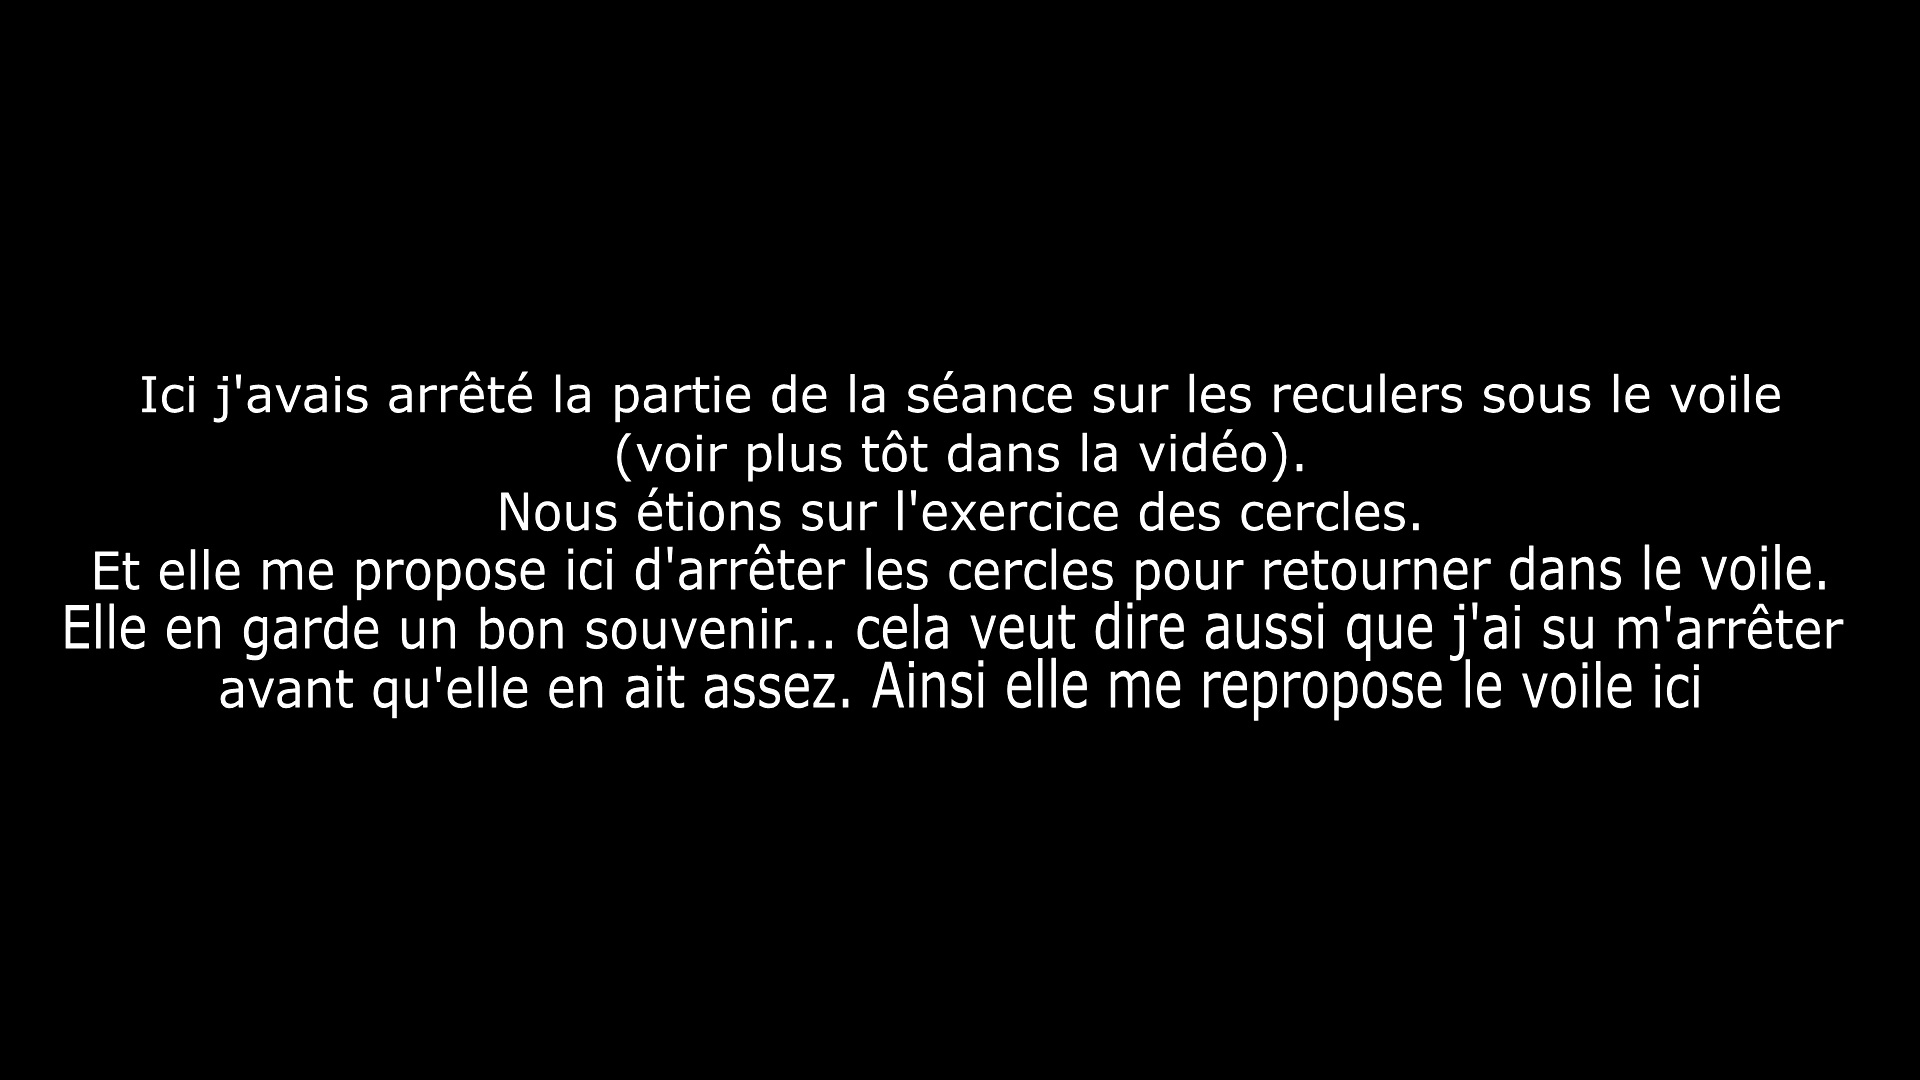 Ici j'avais arrêté la partie de la séance sur les reculers sous le voile
(voir plus tôt dans la vidéo).
Nous étions sur l'exercice des cercles.
Et elle me propose ici d'arrêter les cercles pour retourner dans le voile.
Elle en garde un bon souvenir... cela veut dire aussi que j'ai su m'arrêter
avant qu'elle en ait assez. Ainsi elle me repropose le voile ici